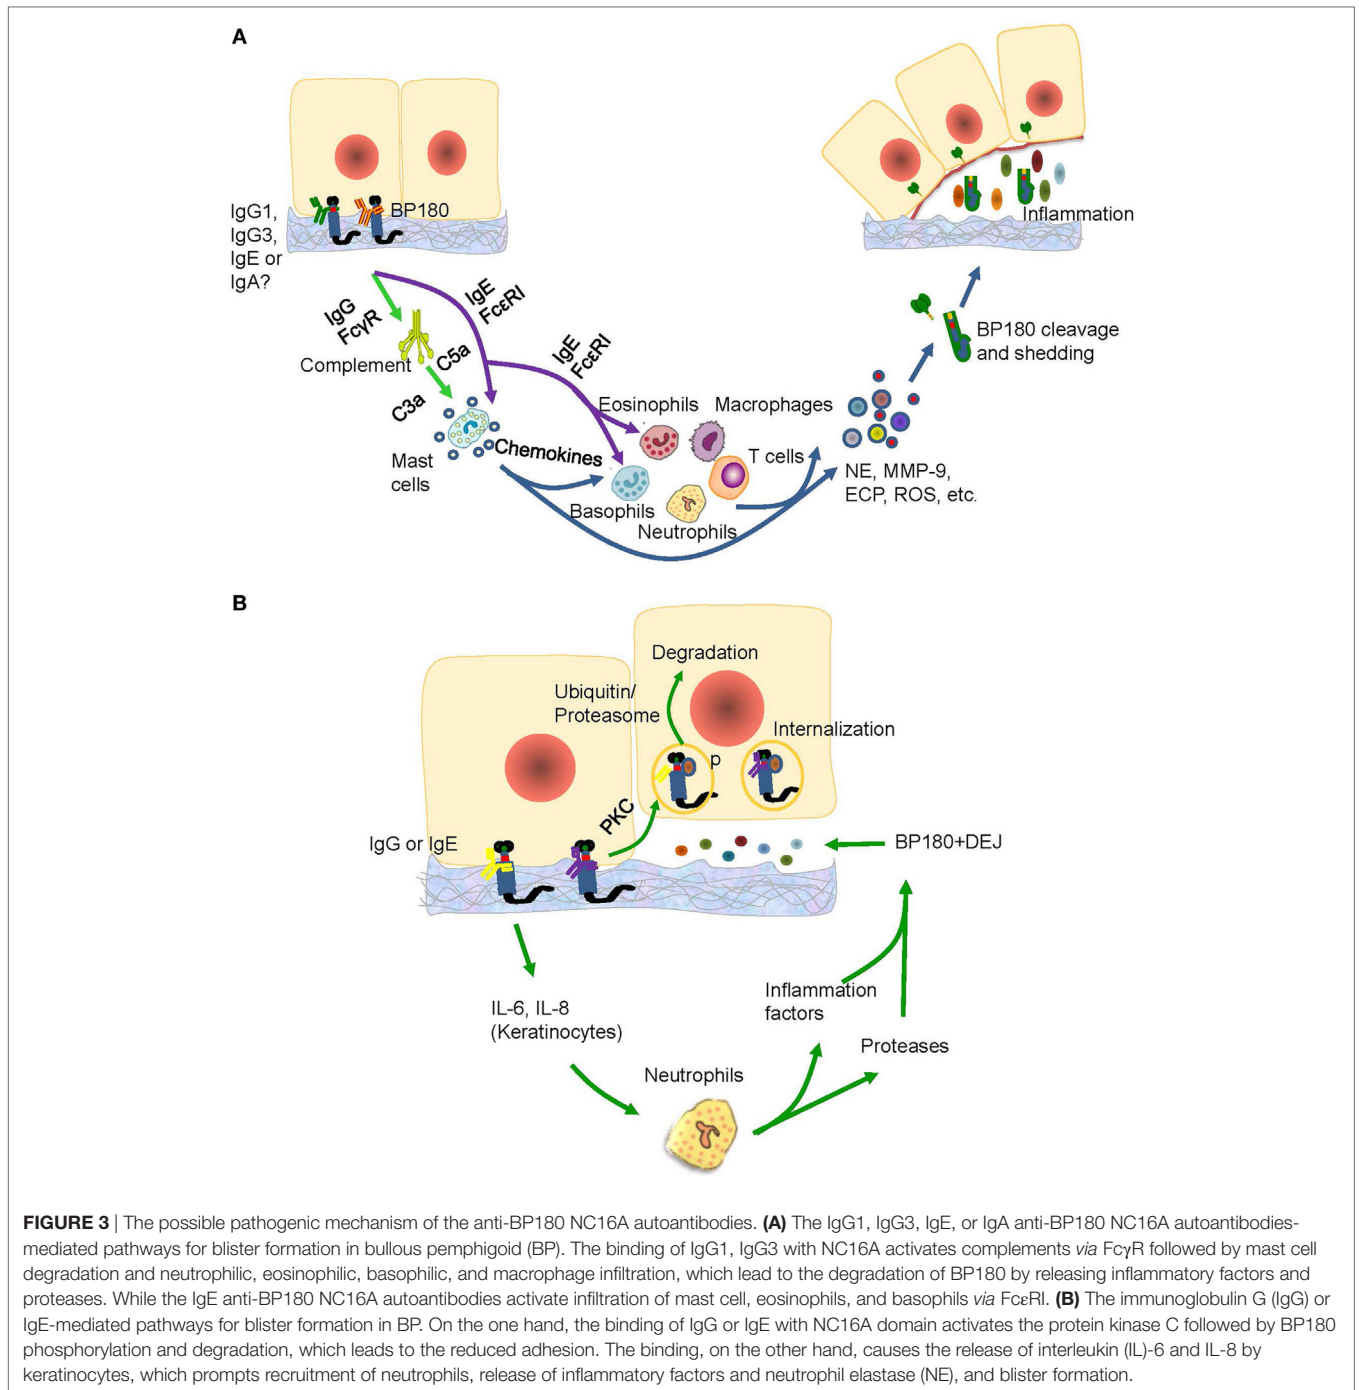 A
IgG1,
IgG3,
IgE or
IgA?
BP180
Inflammation
IgG
FcγR
IgE
FcεRI
IgE
FcεRI
Complement
C5a
C3a
Mast
cells
Chemokines
Eosinophils
Macrophages
T cells
Basophils
Neutrophils
NE, MMP-9,
ECP, ROS, etc.
BP180 cleavage
and shedding
B
Degradation
Ubiquitin/
Proteasome
Internalization
p
PKC
IgG or IgE
BP180+DEJ
IL-6, IL-8
(Keratinocytes)
Inflammation
factors
Proteases
Neutrophils
FIGURE 3 | The possible pathogenic mechanism of the anti-BP180 NC16A autoantibodies. (A) The IgG1, IgG3, IgE, or IgA anti-BP180 NC16A autoantibodies-
mediated pathways for blister formation in bullous pemphigoid (BP). The binding of IgG1, IgG3 with NC16A activates complements via FcγR followed by mast cell
degradation and neutrophilic, eosinophilic, basophilic, and macrophage infiltration, which lead to the degradation of BP180 by releasing inflammatory factors and
proteases. While the IgE anti-BP180 NC16A autoantibodies activate infiltration of mast cell, eosinophils, and basophils via FcεRI. (B) The immunoglobulin G (IgG) or
IgE-mediated pathways for blister formation in BP. On the one hand, the binding of IgG or IgE with NC16A domain activates the protein kinase C followed by BP180
phosphorylation and degradation, which leads to the reduced adhesion. The binding, on the other hand, causes the release of interleukin (IL)-6 and IL-8 by
keratinocytes, which prompts recruitment of neutrophils, release of inflammatory factors and neutrophil elastase (NE), and blister formation.